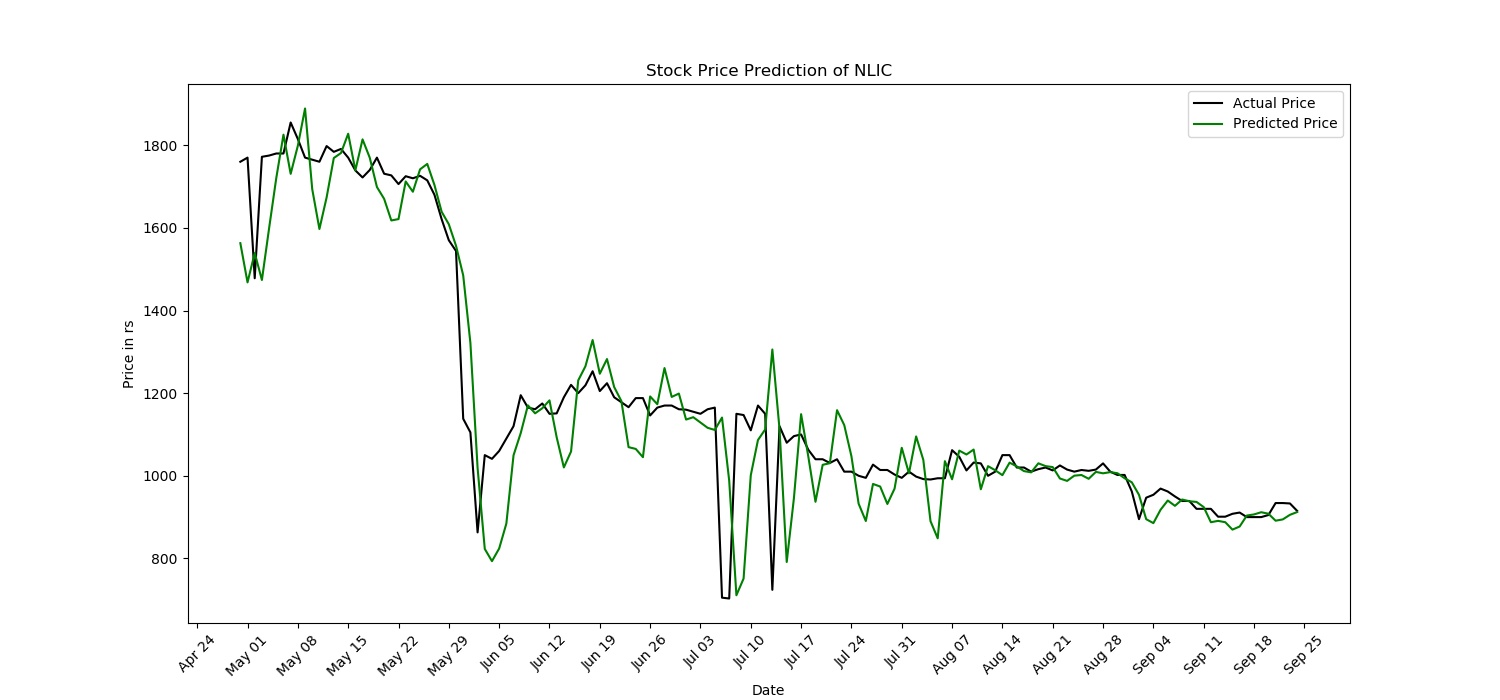 Stock Price Prediction of NLIC
Actual Price
Predicted Price
Price in rs
1800
1600
1400
1200
1000
800
Apr 24
May 01
May 08
May 15
May 22
May 29
Jun 05
Jun 12
Jun 19
Jun 26
Jul 03
Jul 10
Jul 17
Jul 24
Jul 31
Aug 07
Aug 14
Aug 21
Aug 28
Sep 04
Sep 11
Sep 18
Sep 25
Date